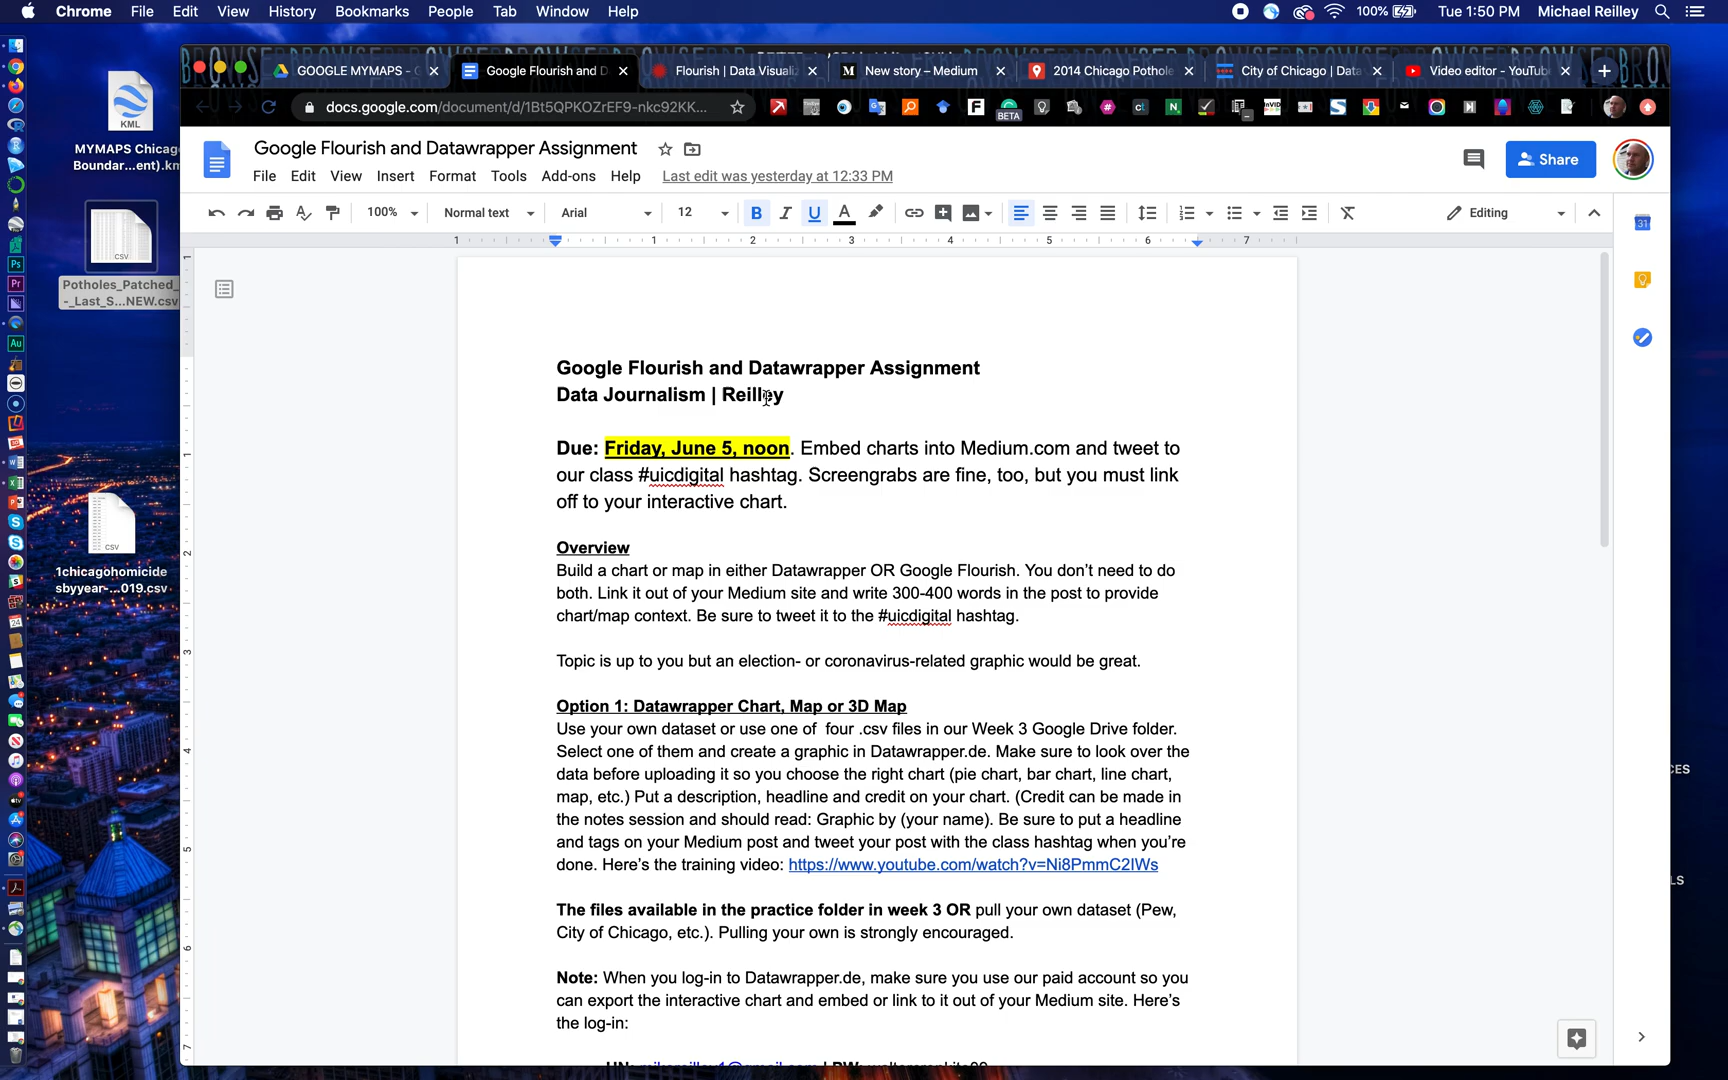 Chrome File Edit View History Bookmarks People Tab Window Help
100% Tue 1:50 PM Michael Reilley
GOOGLE MYMAPS - G
Google Flourish and D
Flourish | Data Visuali
New story – Medium
2014 Chicago Pothole
City of Chicago | Data
Video editor - YouTub
docs.google.com/document/d/1Bt5QPKOZrEF9-nkc92KK...
BETA
Google Flourish and Datawrapper Assignment
File Edit View Insert Format Tools Add-ons Help Last edit was yesterday at 12:33 PM
Share
100% Normal text Arial 12 B I U A Editing
1 1 2 3 4 5 6 7
KML
MYMAPS Chicag
Boundar...ent).km
CSV
Potholes_Patched_
-_Last_S...NEW.csv
CSV
1chicagohomicide
sbyyear-...019.csv
Google Flourish and Datawrapper Assignment
Data Journalism | Reilley
Due: Friday, June 5, noon. Embed charts into Medium.com and tweet to
our class #uicdigital hashtag. Screengrabs are fine, too, but you must link
off to your interactive chart.
Overview
Build a chart or map in either Datawrapper OR Google Flourish. You don't need to do
both. Link it out of your Medium site and write 300-400 words in the post to provide
chart/map context. Be sure to tweet it to the #uicdigital hashtag.
Topic is up to you but an election- or coronavirus-related graphic would be great.
Option 1: Datawrapper Chart, Map or 3D Map
Use your own dataset or use one of  four .csv files in our Week 3 Google Drive folder.
Select one of them and create a graphic in Datawrapper.de. Make sure to look over the
data before uploading it so you choose the right chart (pie chart, bar chart, line chart,
map, etc.) Put a description, headline and credit on your chart. (Credit can be made in
the notes session and should read: Graphic by (your name). Be sure to put a headline
and tags on your Medium post and tweet your post with the class hashtag when you're
done. Here's the training video: https://www.youtube.com/watch?v=Ni8PmmC2IWs
The files available in the practice folder in week 3 OR pull your own dataset (Pew,
City of Chicago, etc.). Pulling your own is strongly encouraged.
Note: When you log-in to Datawrapper.de, make sure you use our paid account so you
can export the interactive chart and embed or link to it out of your Medium site. Here's
the log-in: